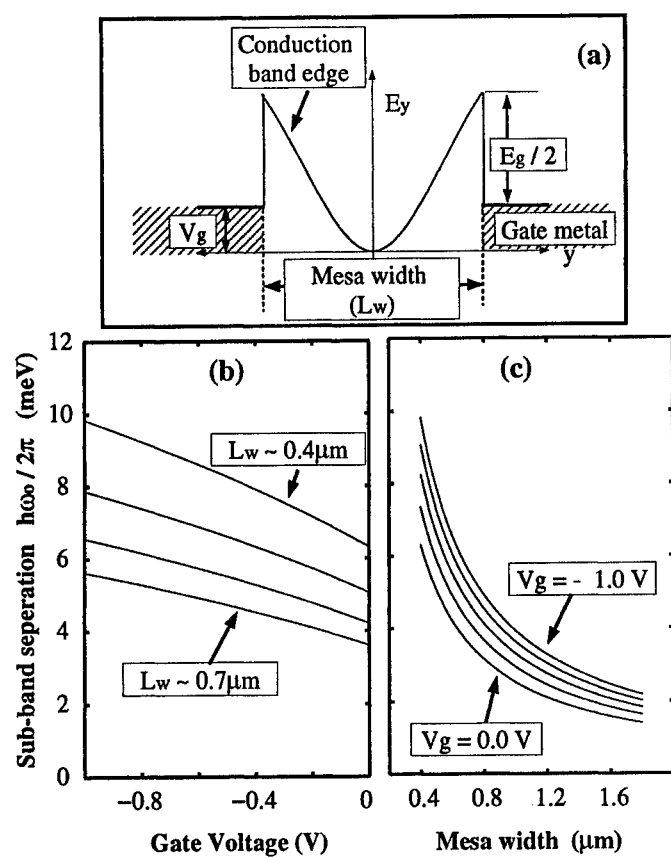 Conduction
band edge
(a)
Ey
Eg / 2
Vg
Gate metal
y
Mesa width
(Lw)
(b)
(c)
Sub-band seperation hωo / 2π (meV)
12
10
8
6
4
2
0
Lw ~ 0.4μm
Lw ~ 0.7μm
Vg = - 1.0 V
Vg = 0.0 V
−0.8
−0.4
0
0.4
0.8
1.2
1.6
Gate Voltage (V)
Mesa width (μm)